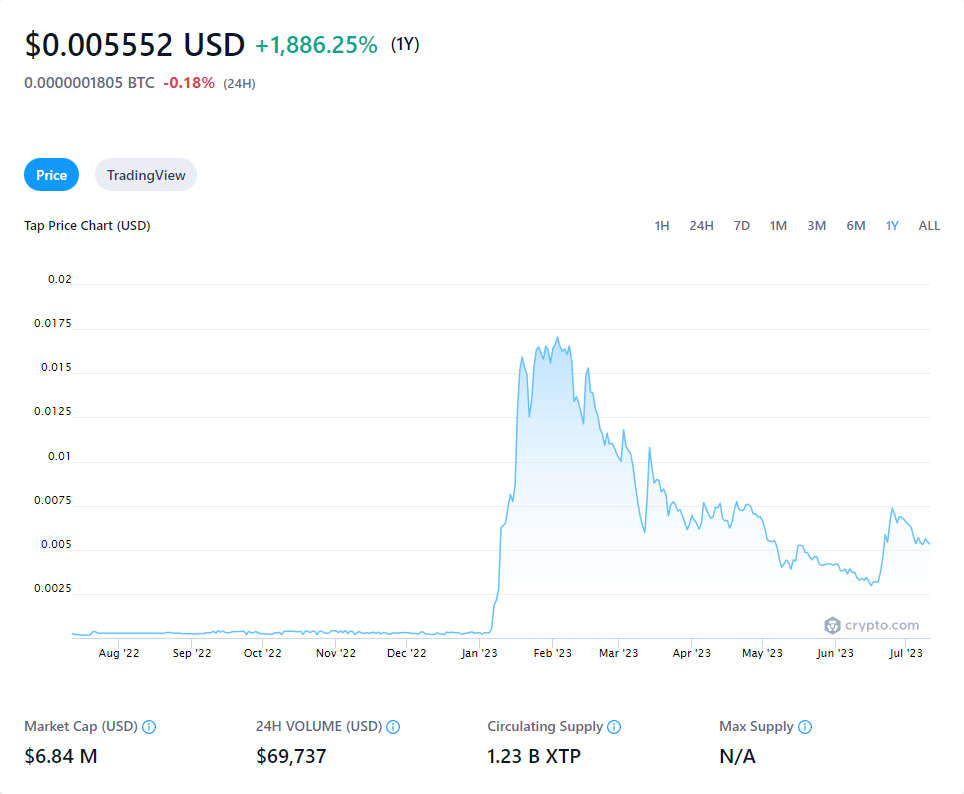 $0.005552 USD +1,886.25% (1Y)
0.0000001805 BTC -0.18% (24H)
Price TradingView
Tap Price Chart (USD) 1H 24H 7D 1M 3M 6M 1Y ALL
0.02
0.0175
0.015
0.0125
0.01
0.0075
0.005
0.0025
crypto.com
Aug '22 Sep '22 Oct '22 Nov '22 Dec '22 Jan '23 Feb '23 Mar '23 Apr '23 May '23 Jun '23 Jul '23
Market Cap (USD) 24H VOLUME (USD) Circulating Supply Max Supply
$6.84 M $69,737 1.23 B XTP N/A